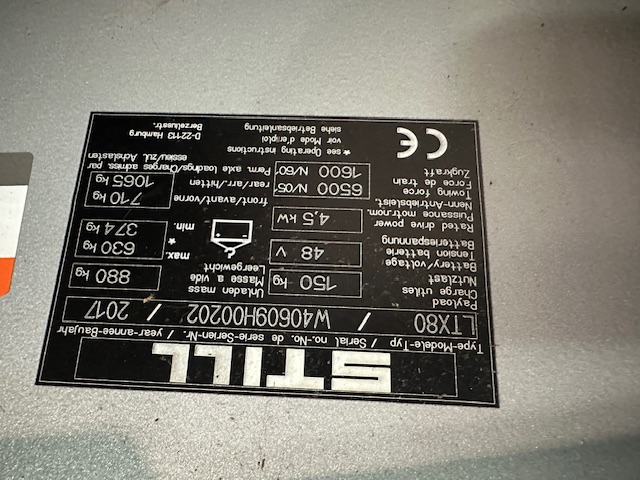 STILL
Type-Modele-Typ / Serial no.-No. de serie-Serien-Nr. / year-annee-Baujahr
LTX80 / W40609H00202 / 2017
Payload
Charge utiles
Nutzlast
150 kg
Unladen mass
Masse a vide
Leergewicht
880 kg
Battery/voltage
Tension batterie
Batteriespannung
48 V
max. 630 kg *
min. 374 kg
Rated drive power
Puissance mot.nom.
Nenn-Antriebsleist.
4,5 kW
front/avant/vorne 710 kg
Towing force
Force de train
Zugkraft
6500 N/05'
1600 N/60'
rear/arr/hitten 1065 kg
Perm. axle loadings/Charges admiss. par
essieu/zul. Achslasten
CE
* see Operating instructions
voir Mode d'eploi
siehe Betriebsanleitung
Berzeliusstr.
D-22113 Hamburg